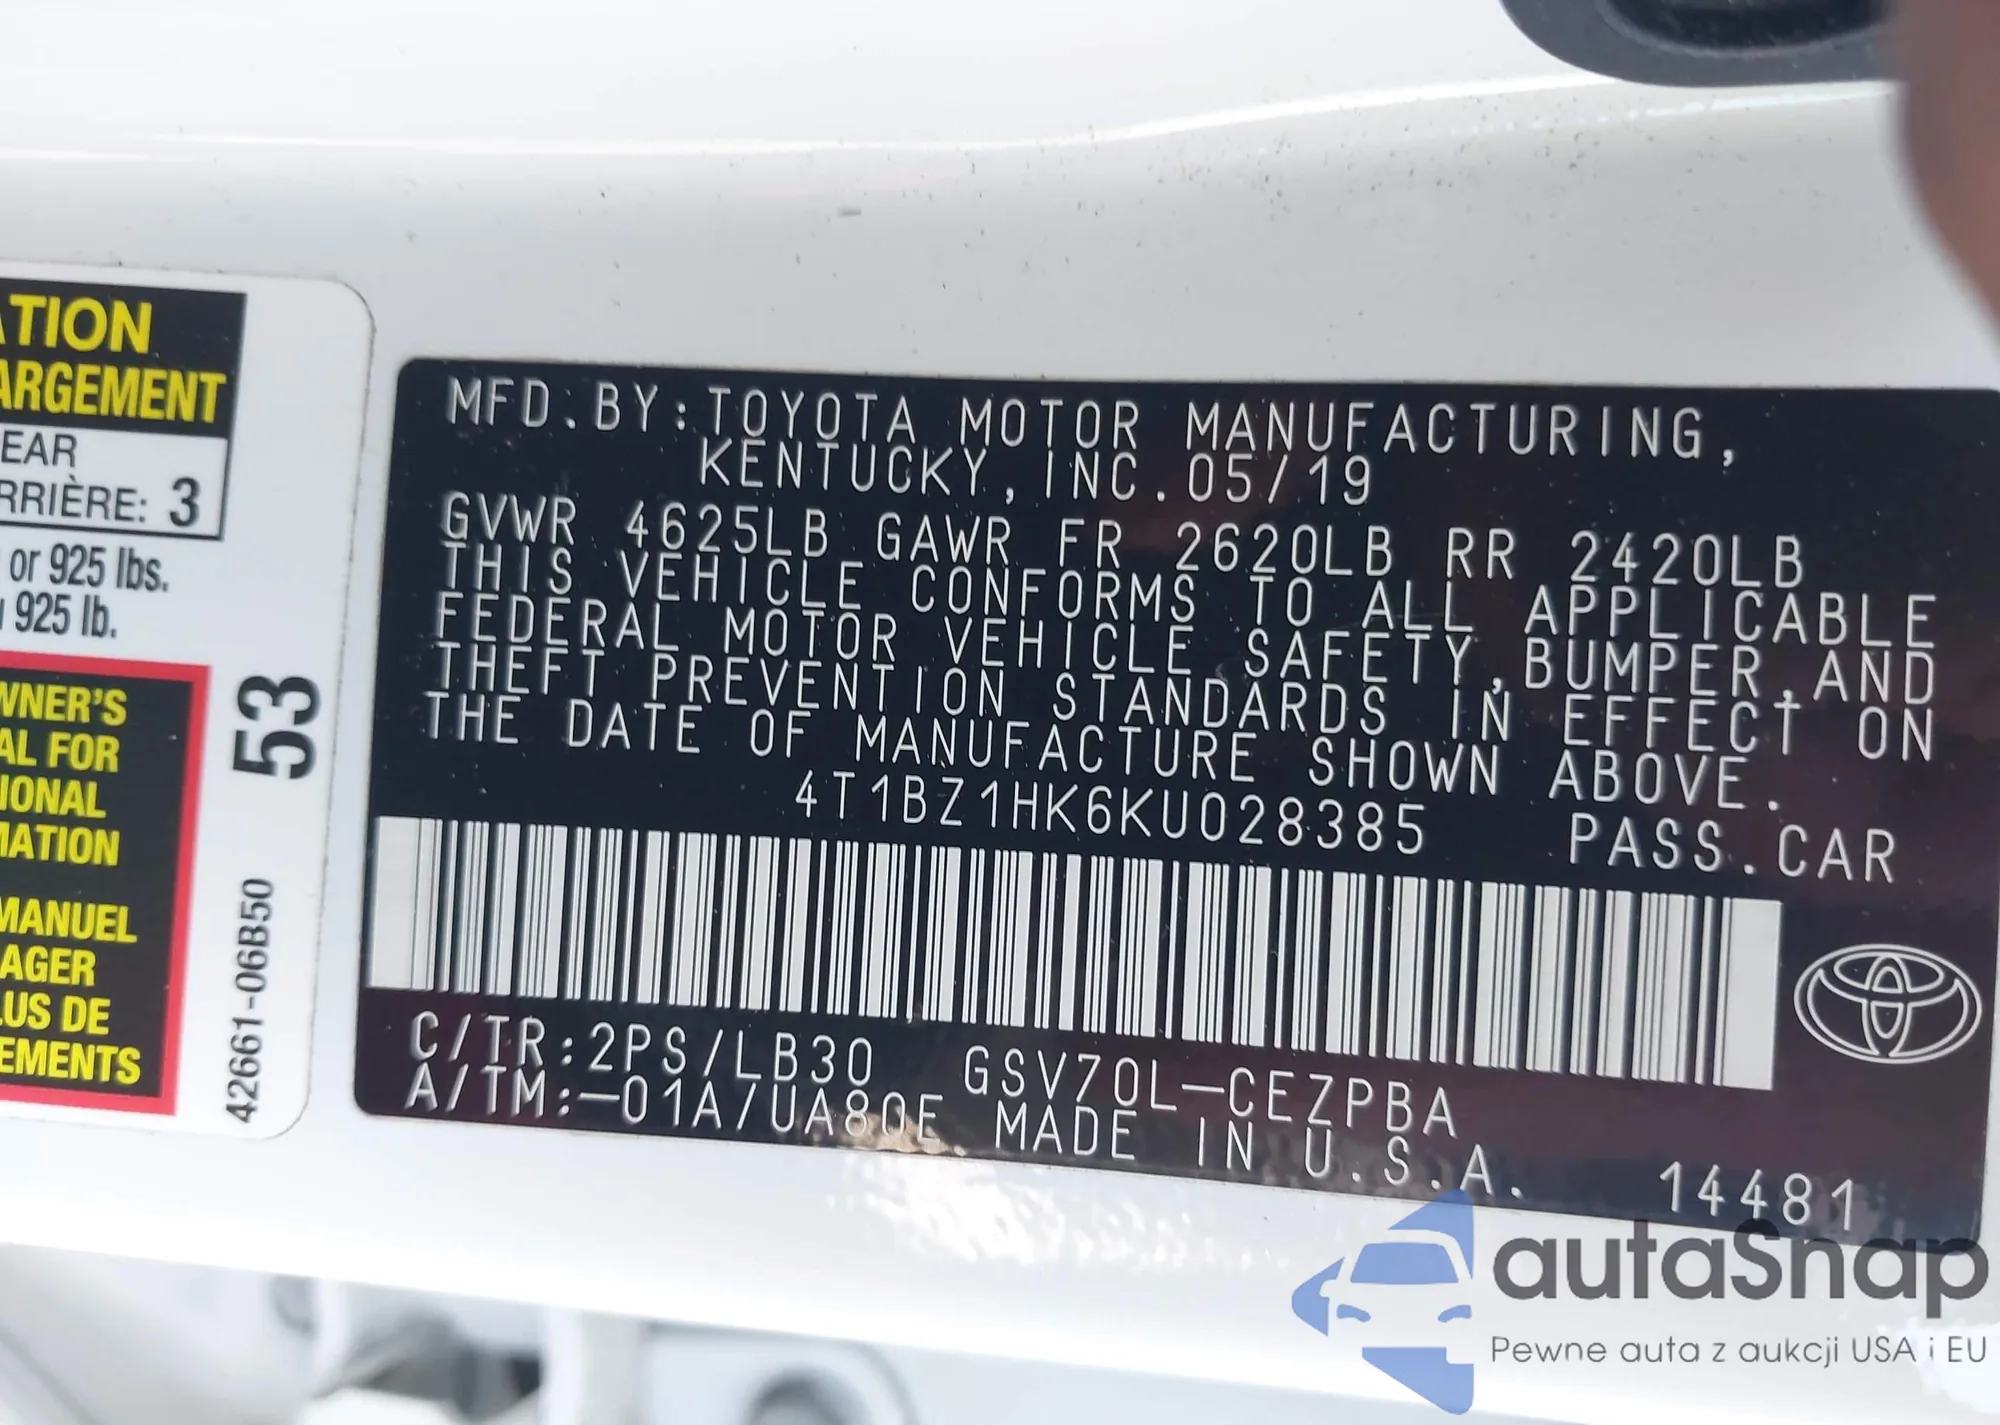 ATION
ARGEMENT
EAR
RRIÈRE: 3
or 925 lbs.
925 lb.
WNER'S
AL FOR
IONAL
MATION
MANUEL
AGER
LUS DE
EMENTS
53
42661-06B50
MFD.BY:TOYOTA MOTOR MANUFACTURING,
KENTUCKY,INC.05/19
GVWR 4625LB GAWR FR 2620LB RR 2420LB
THIS VEHICLE CONFORMS TO ALL APPLICABLE
FEDERAL MOTOR VEHICLE SAFETY,BUMPER,AND
THEFT PREVENTION STANDARDS IN EFFECT ON
THE DATE OF MANUFACTURE SHOWN ABOVE.
4T1BZ1HK6KU028385 PASS.CAR
C/TR:2PS/LB30 GSV70L-CEZPBA
A/TM:-01A/UA80E MADE IN U.S.A. 14481
autaSnap
Pewne auta z aukcji USA i EU